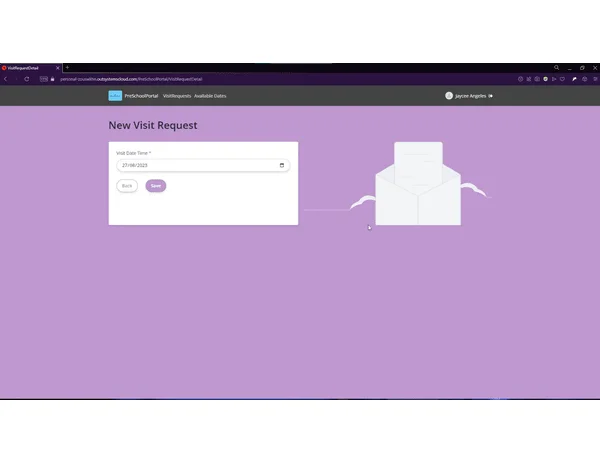 VisitRequestDetail
personal-zuuswl8m.outsystemscloud.com/PreSchoolPortal/VisitRequestDetail
PreSchoolPortal VisitRequests Available Dates Jaycee Angeles
New Visit Request
Visit Date Time *
27/08/2025
Back Save